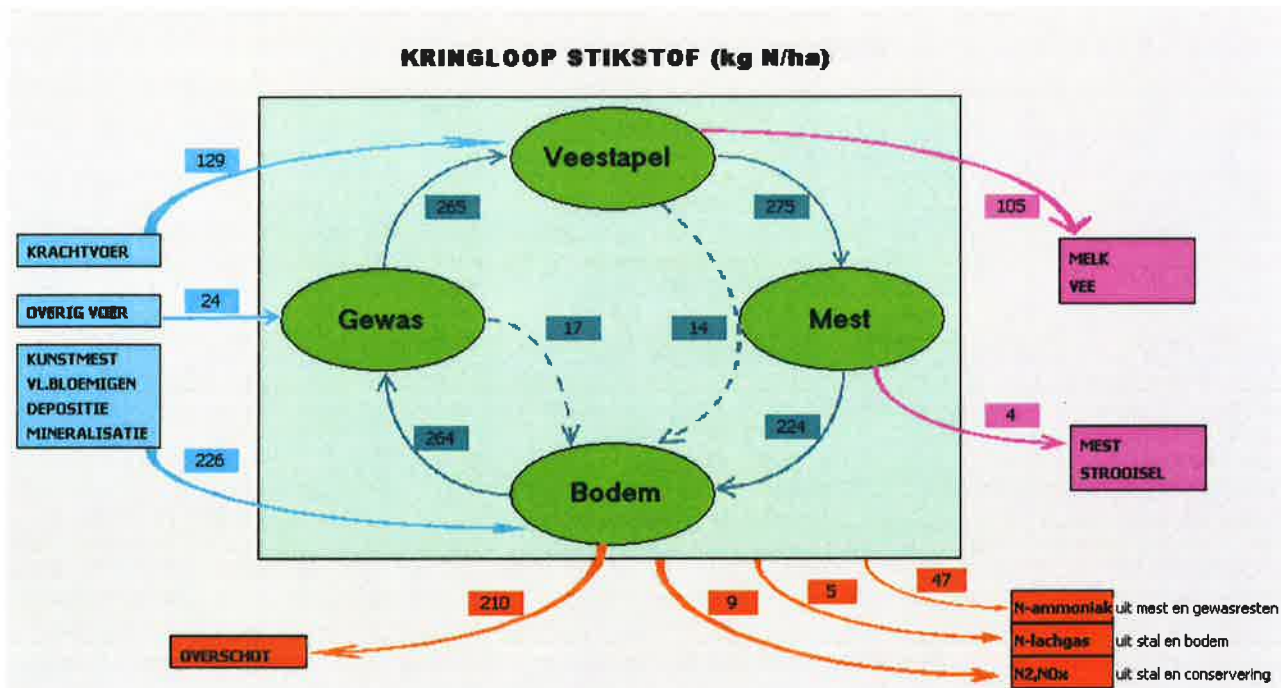 KRINGLOOP STIKSTOF (kg N/ha)
Veestapel
129
265
275
105
KRACHTVOER
MELK
VEE
OVERIG VOER
24
Gewas
17
14
Mest
KUNSTMEST
VL.BLOEMIGEN
DEPOSITIE
MINERALISATIE
264
224
4
226
Bodem
MEST
STROOISEL
210
9
5
47
N-ammoniak uit mest en gewasresten
OVERSCHOT
N-lachgas uit stal en bodem
N2,NOx uit stal en conservering